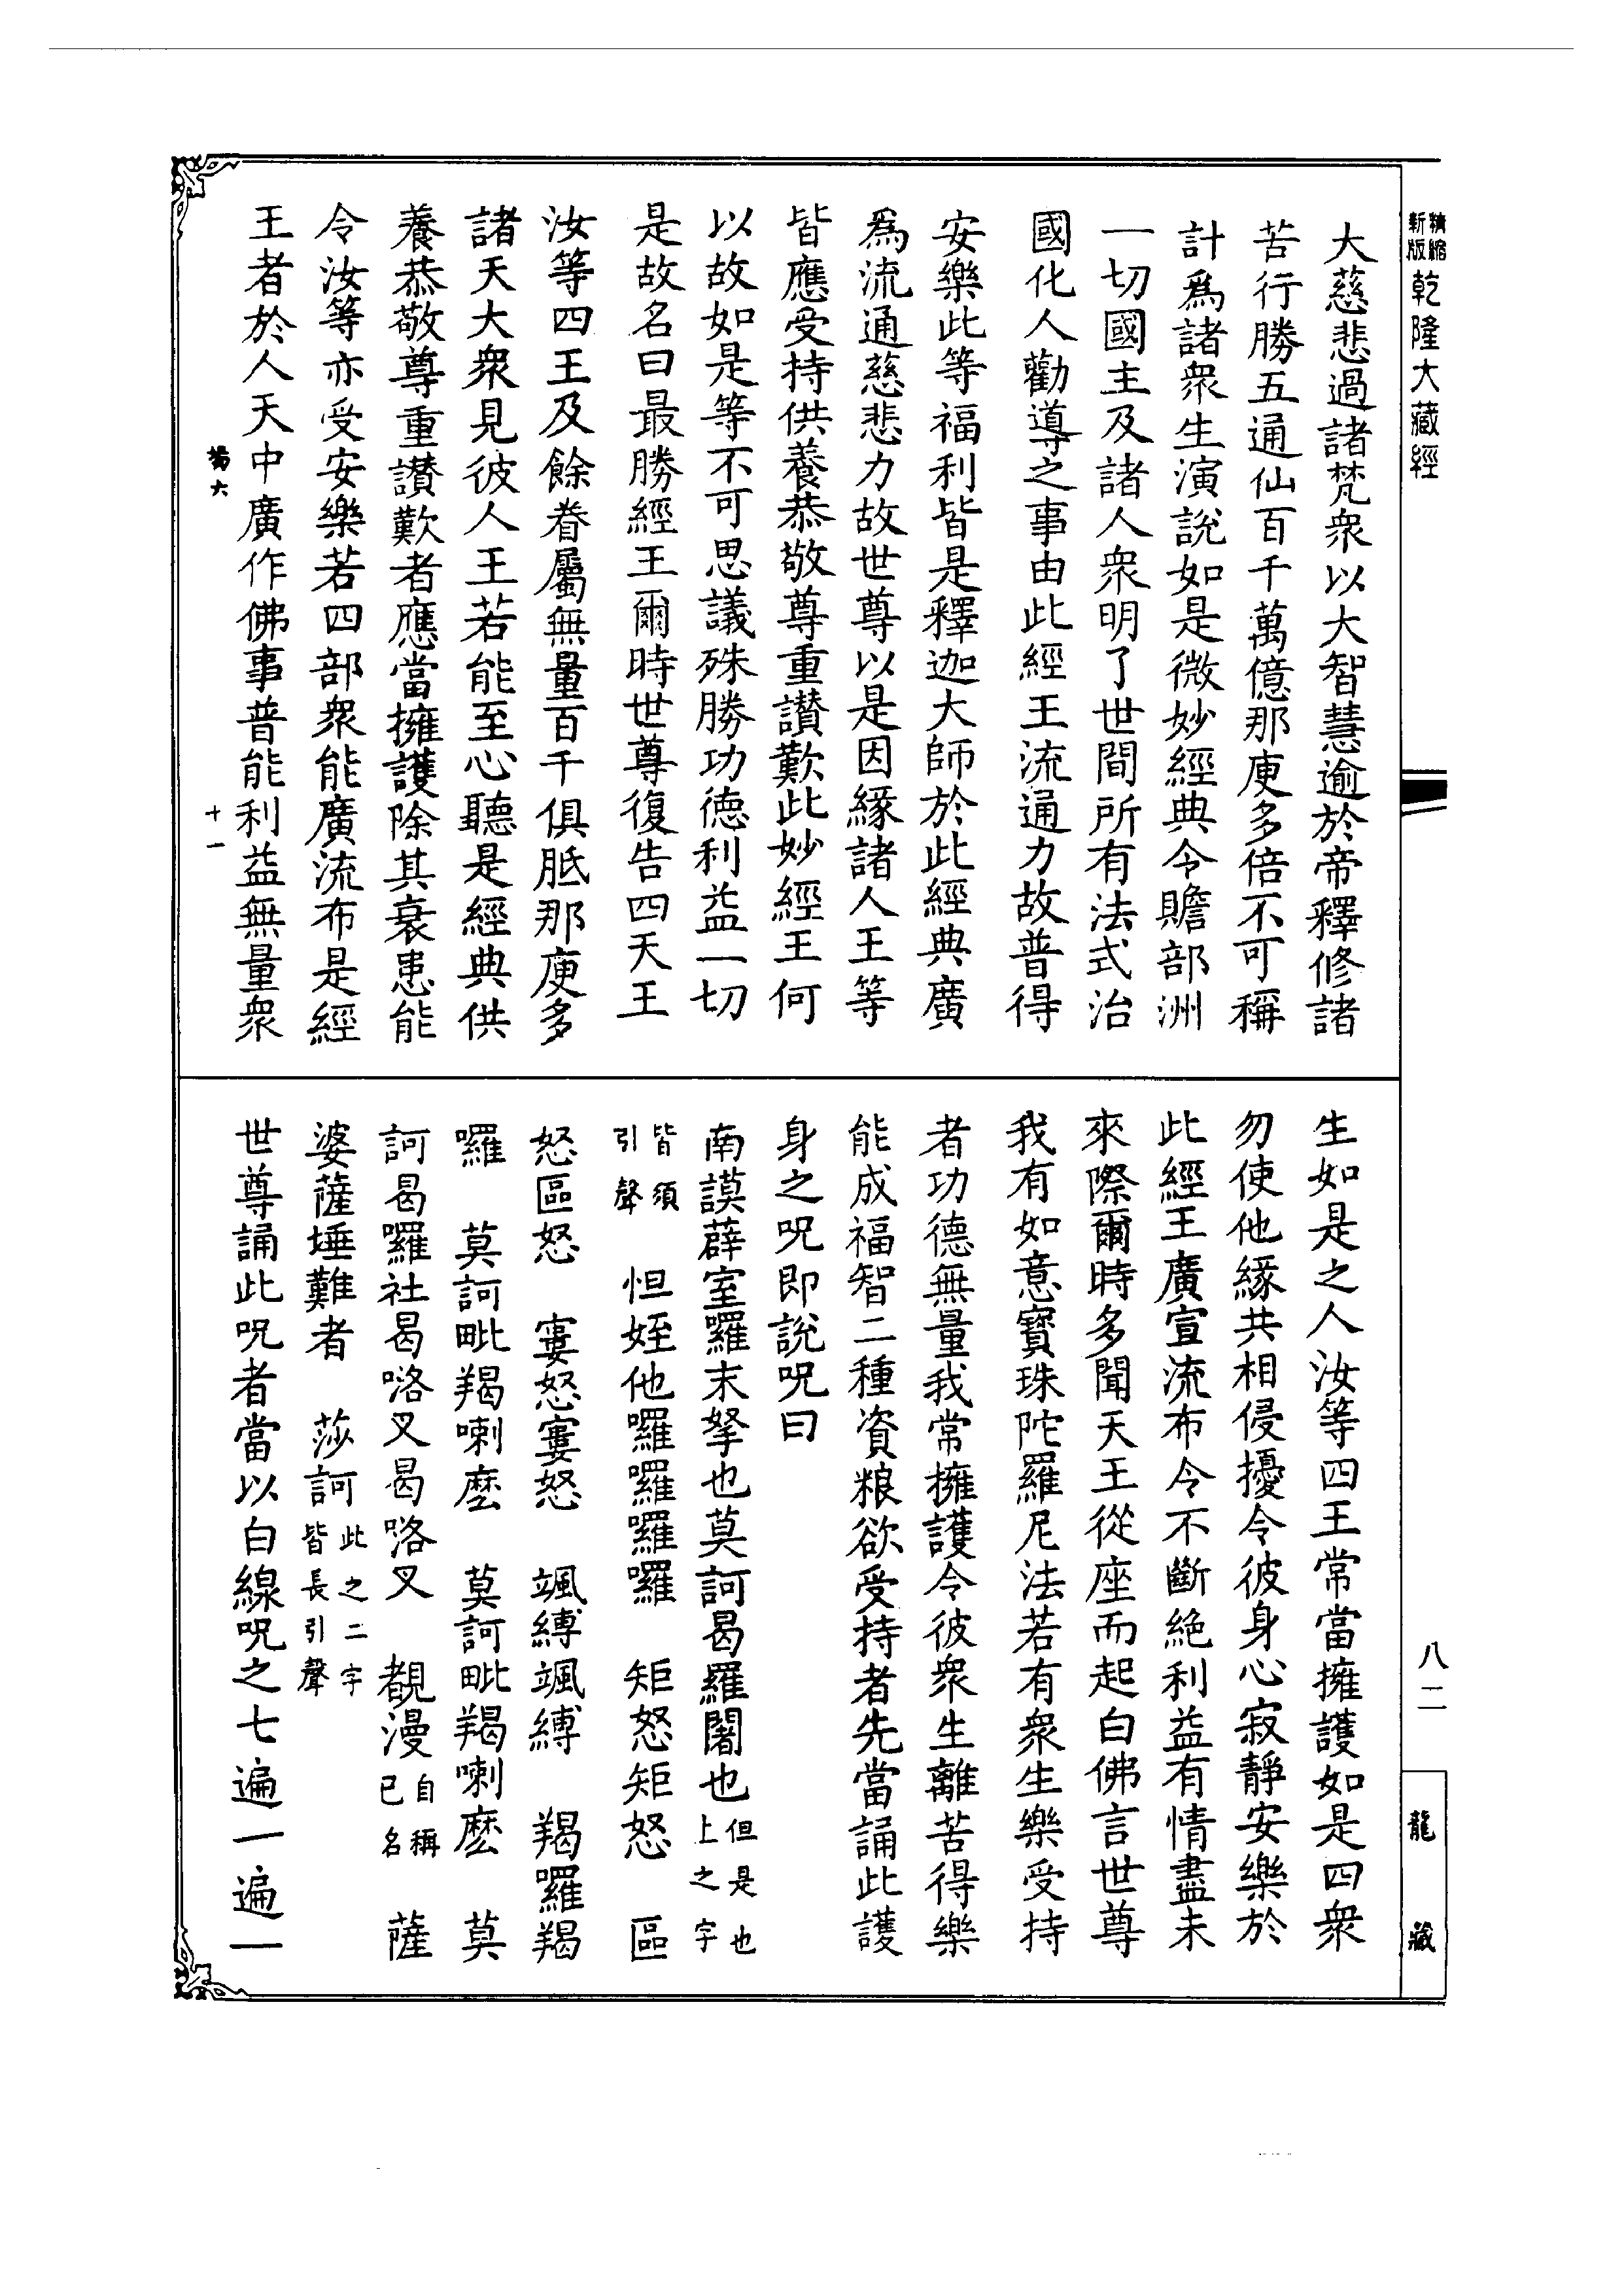 精縮新版乾隆大藏經
大慈悲過諸梵衆以大智慧逾於帝釋修諸
苦行勝五通仙百千萬億那庾多倍不可稱
計爲諸衆生演說如是微妙經典令贍部洲
一切國主及諸人衆明了世間所有法式治
國化人勸導之事由此經王流通力故普得
安樂此等福利皆是釋迦大師於此經典廣
爲流通慈悲力故世尊以是因緣諸人王等
皆應受持供養恭敬尊重讃歎此妙經王何
以故如是等不可思議殊勝功德利益一切
是故名曰最勝經王爾時世尊復告四天王
汝等四王及餘眷屬無量百千俱胝那庾多
諸天大衆見彼人王若能至心聽是經典供
養恭敬尊重讃歎者應當擁護除其衰患能
令汝等亦受安樂若四部衆能廣流布是經
王者於人天中廣作佛事普能利益無量衆
六 十一
生如是之人汝等四王常當擁護如是四衆
勿使他緣共相侵擾令彼身心寂靜安樂於
此經王廣宣流布令不斷絕利益有情盡未
來際爾時多聞天王從座而起白佛言世尊
我有如意寶珠陀羅尼法若有衆生樂受持
者功德無量我常擁護令彼衆生離苦得樂
能成福智二種資粮欲受持者先當誦此護
身之呪即說呪曰
南謨薜室囉末拏也莫訶曷羅闍也但是也上之字
皆須引聲 怛姪他囉囉囉囉 矩怒矩怒 區
怒區怒 寠怒寠怒 颯縛颯縛 羯囉羯
囉 莫訶毗羯喇麽 莫訶毗羯喇麽 莫
訶曷囉社曷咯叉曷咯叉 覩漫自稱己名 薩
婆薩埵難者 莎訶此之二字皆長引聲
世尊誦此呪者當以白線呪之七遍一遍一
八二
龍藏